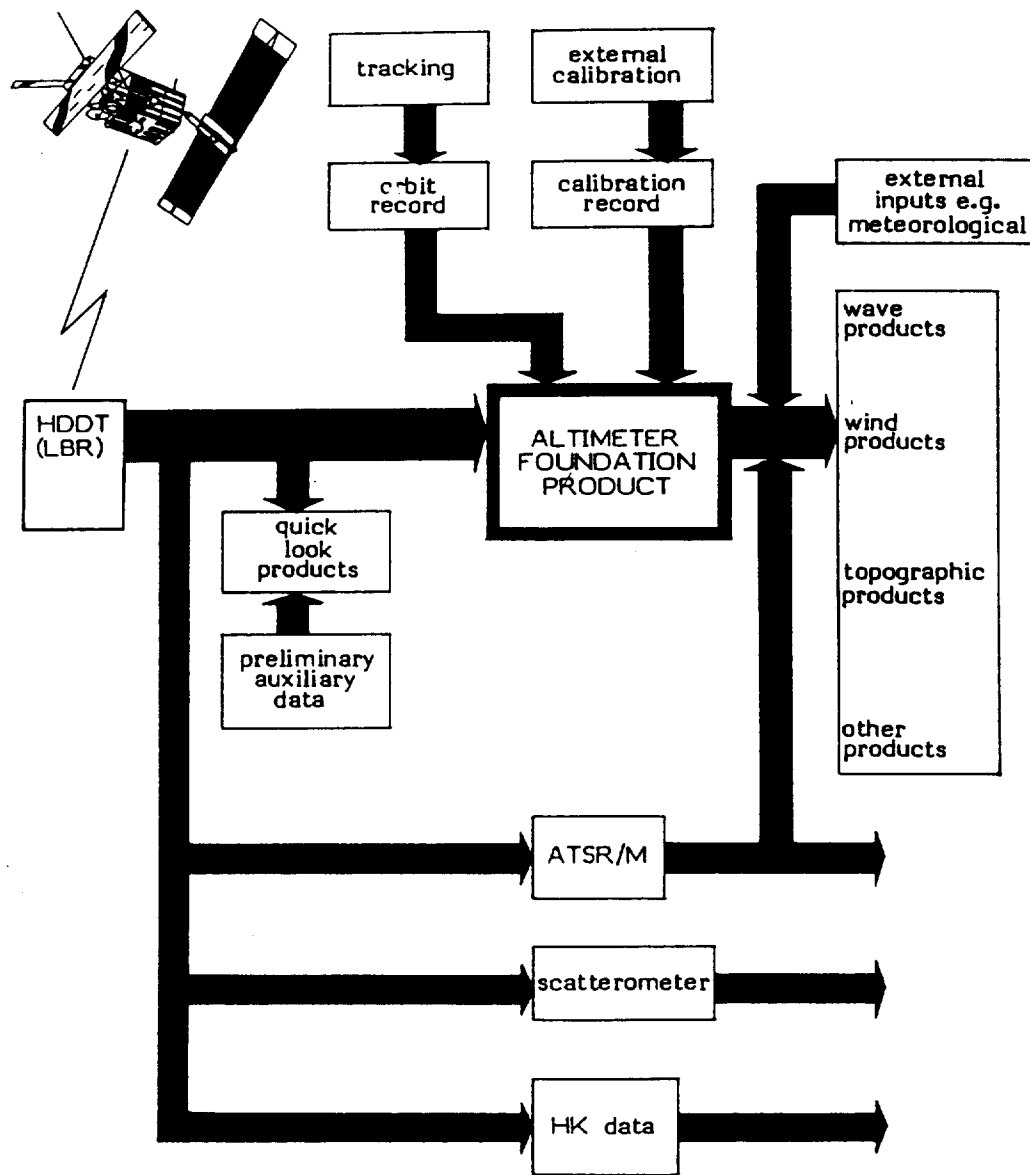 tracking
external
calibration
orbit
record
calibration
record
external
inputs e.g.
meteorological
wave
products
HDDT
(LBR)
ALTIMETER
FOUNDATION
PRODUCT
wind
products
quick
look
products
topographic
products
preliminary
auxiliary
data
other
products
ATSR/M
scatterometer
HK data